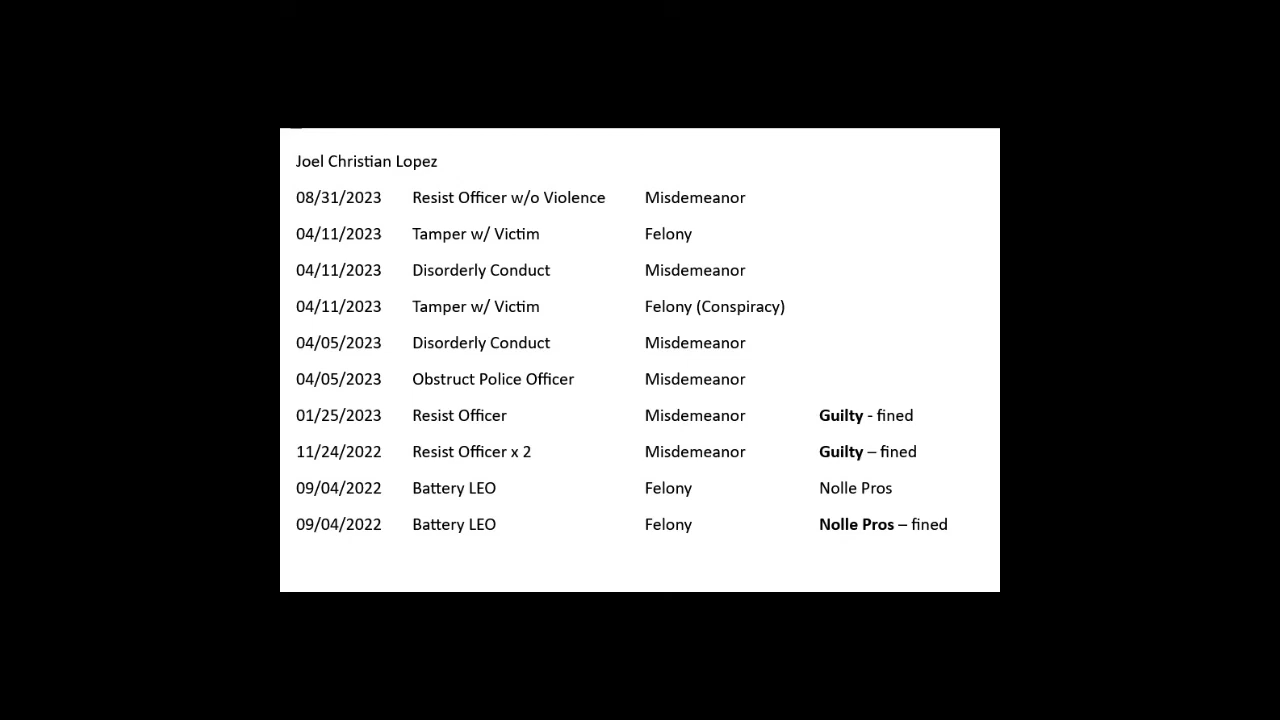 Joel Christian Lopez
08/31/2023 Resist Officer w/o Violence Misdemeanor
04/11/2023 Tamper w/ Victim Felony
04/11/2023 Disorderly Conduct Misdemeanor
04/11/2023 Tamper w/ Victim Felony (Conspiracy)
04/05/2023 Disorderly Conduct Misdemeanor
04/05/2023 Obstruct Police Officer Misdemeanor
01/25/2023 Resist Officer Misdemeanor Guilty - fined
11/24/2022 Resist Officer x 2 Misdemeanor Guilty – fined
09/04/2022 Battery LEO Felony Nolle Pros
09/04/2022 Battery LEO Felony Nolle Pros – fined